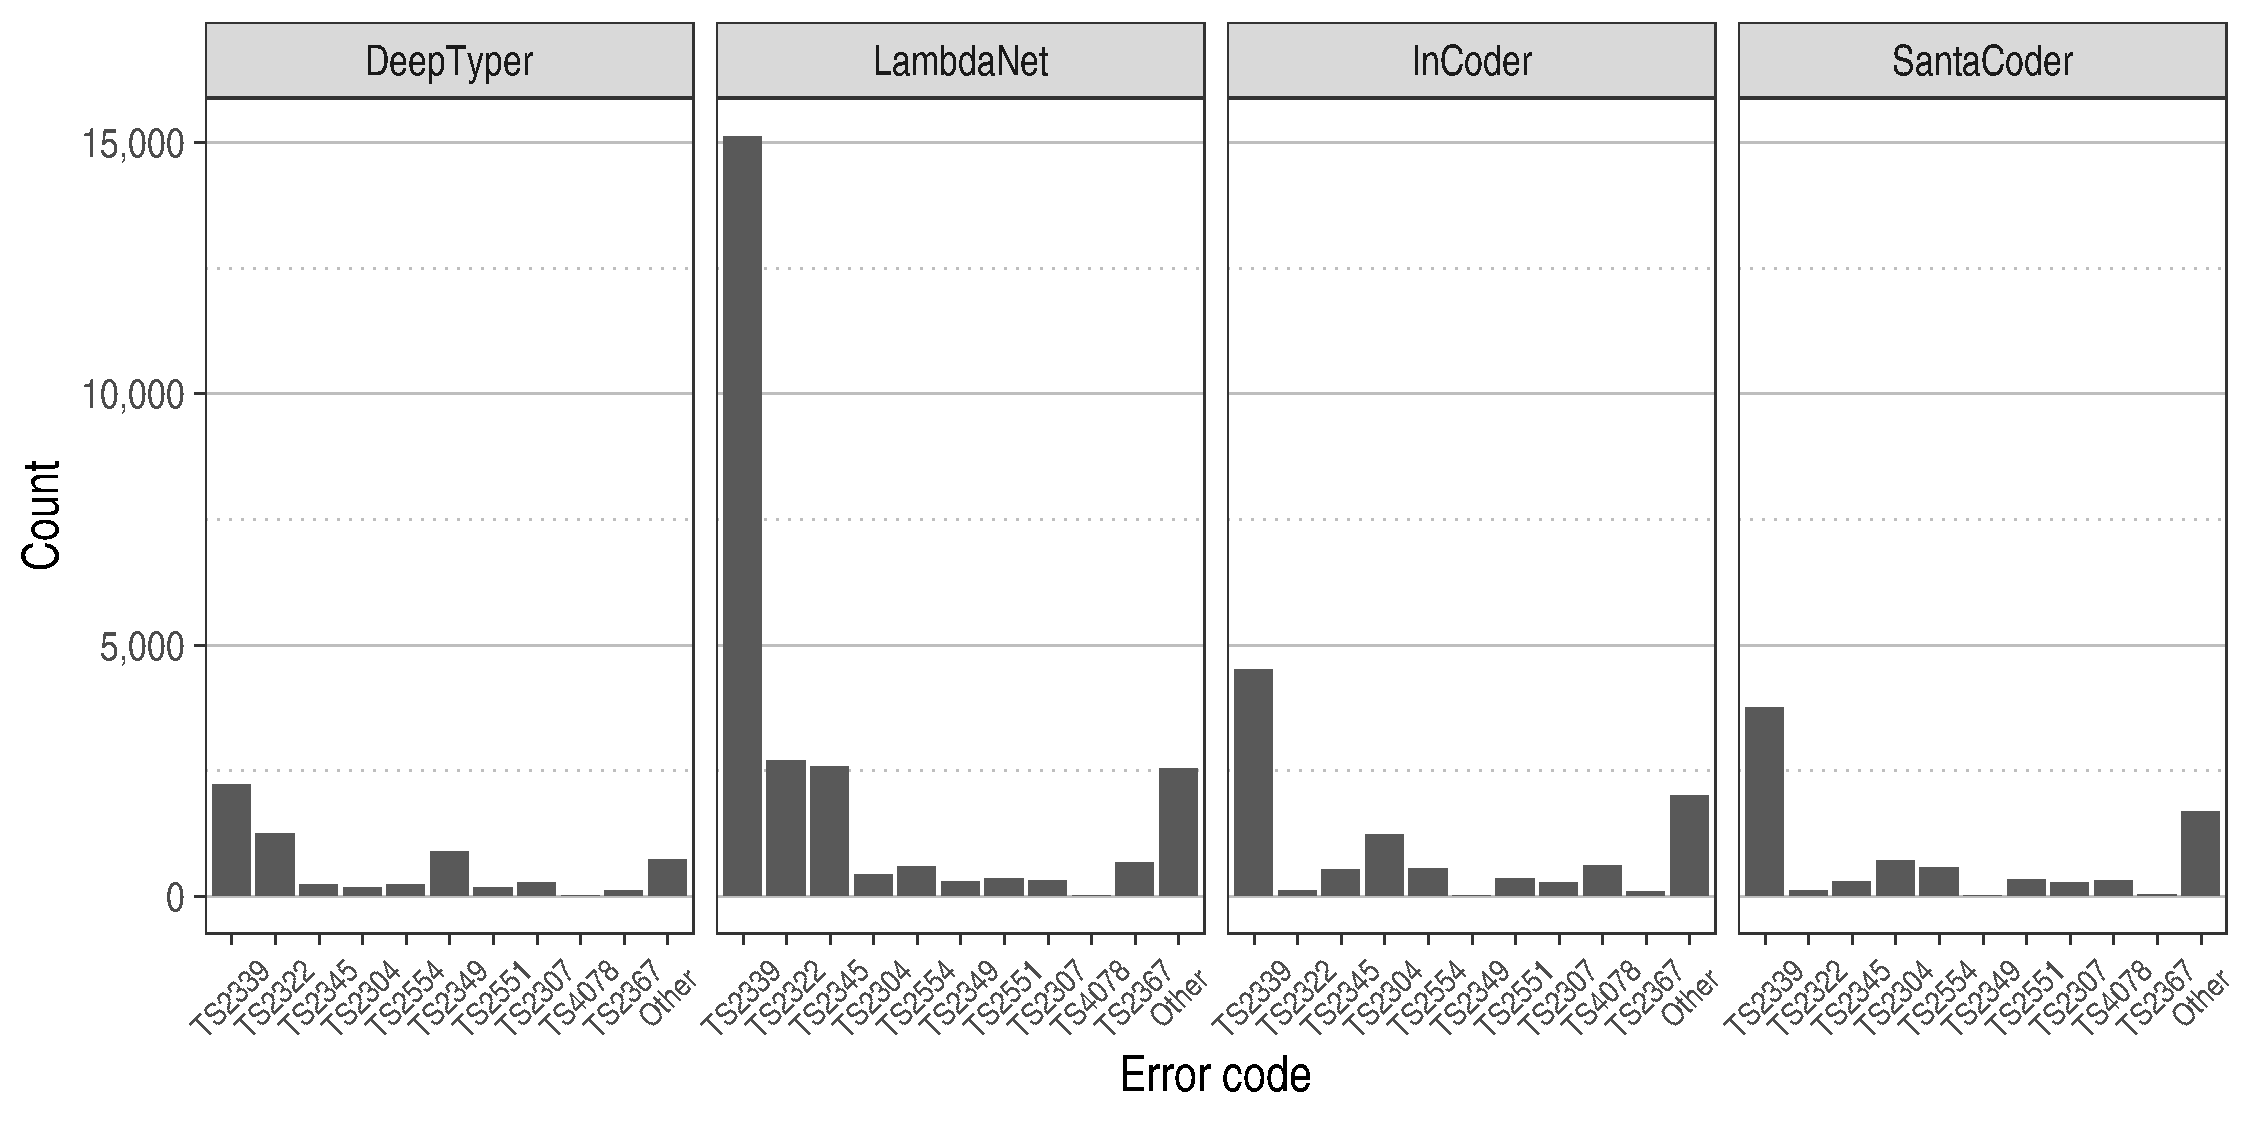 DeepTyper LambdaNet InCoder SantaCoder
15,000
10,000
5,000
0
Count
TS2339 TS2322 TS2345 TS2304 TS2554 TS2349 TS2551 TS2307 TS4078 TS2367 Other TS2339 TS2322 TS2345 TS2304 TS2554 TS2349 TS2551 TS2307 TS4078 TS2367 Other TS2339 TS2322 TS2345 TS2304 TS2554 TS2349 TS2551 TS2307 TS4078 TS2367 Other TS2339 TS2322 TS2345 TS2304 TS2554 TS2349 TS2551 TS2307 TS4078 TS2367 Other
Error code